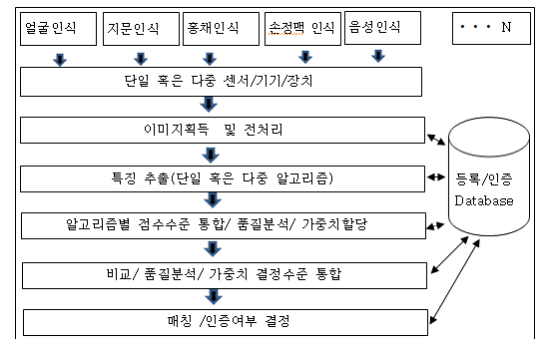 얼굴인식 지문인식 홍채인식 손정맥 인식 음성인식 · · · N
단일 혹은 다중 센서/기기/장치
이미지획득 및 전처리
특징 추출(단일 혹은 다중 알고리즘)
등록/인증
Database
알고리즘별 점수수준 통합/ 품질분석/ 가중치할당
비교/ 품질분석/ 가중치 결정수준 통합
매칭 /인증여부 결정